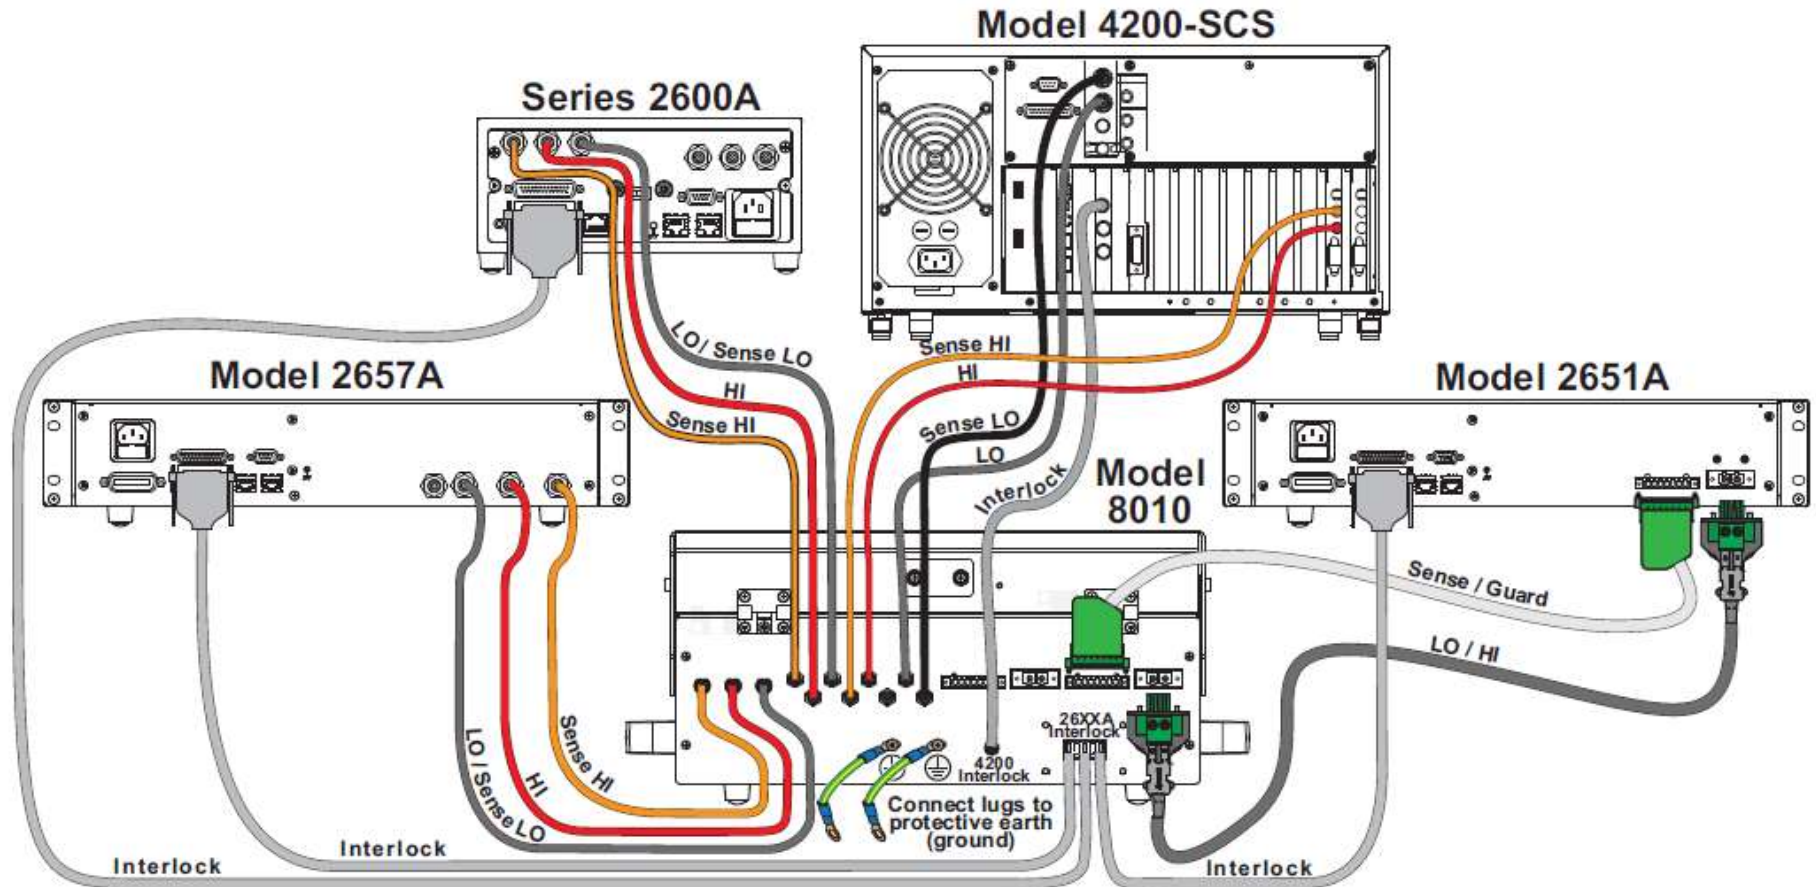 Model 4200-SCS
Series 2600A
LO/ Sense LO
HI
Sense HI
Sense HI
HI
Sense LO
LO
Interlock
Model 2657A
Model 2651A
Model
8010
Sense / Guard
LO / HI
LO / Sense LO
HI
Sense HI
26XXA
Interlock
4200
Interlock
Connect lugs to
protective earth
(ground)
Interlock
Interlock
Interlock